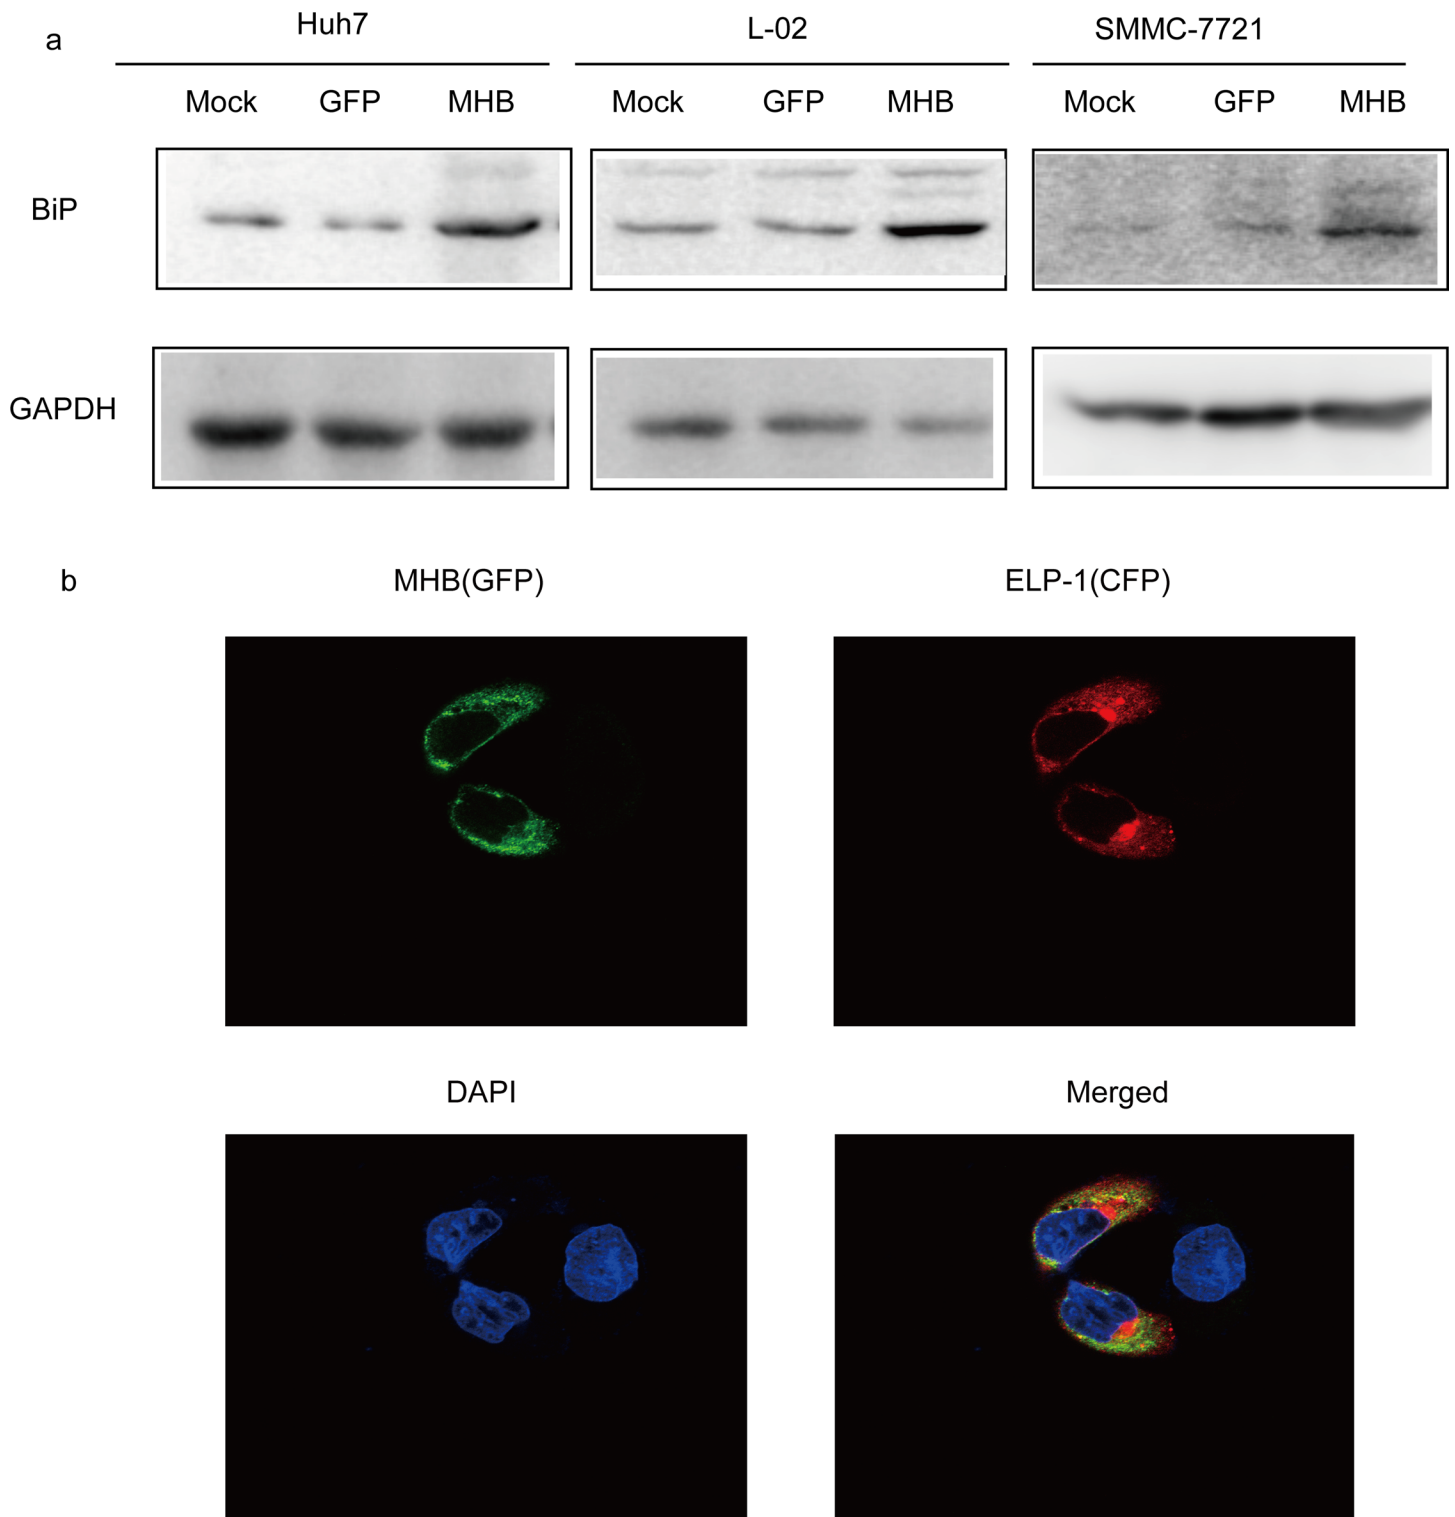 a
Huh7 L-02 SMMC-7721
Mock GFP MHB Mock GFP MHB Mock GFP MHB
BiP
GAPDH
b
MHB(GFP) ELP-1(CFP)
DAPI Merged